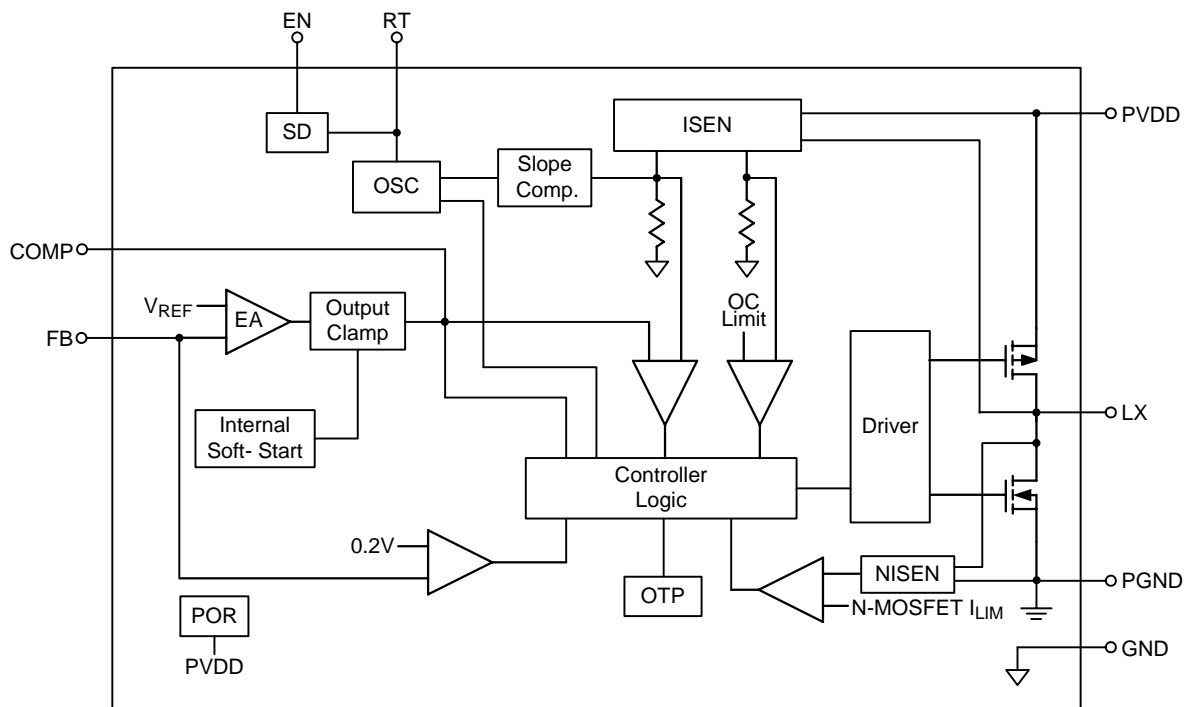 EN
RT
SD
ISEN
PVDD
OSC
Slope
Comp.
COMP
VREF
EA
Output
Clamp
OC
Limit
FB
Driver
LX
Internal
Soft- Start
Controller
Logic
0.2V
NISEN
PGND
OTP
N-MOSFET ILIM
POR
PVDD
GND